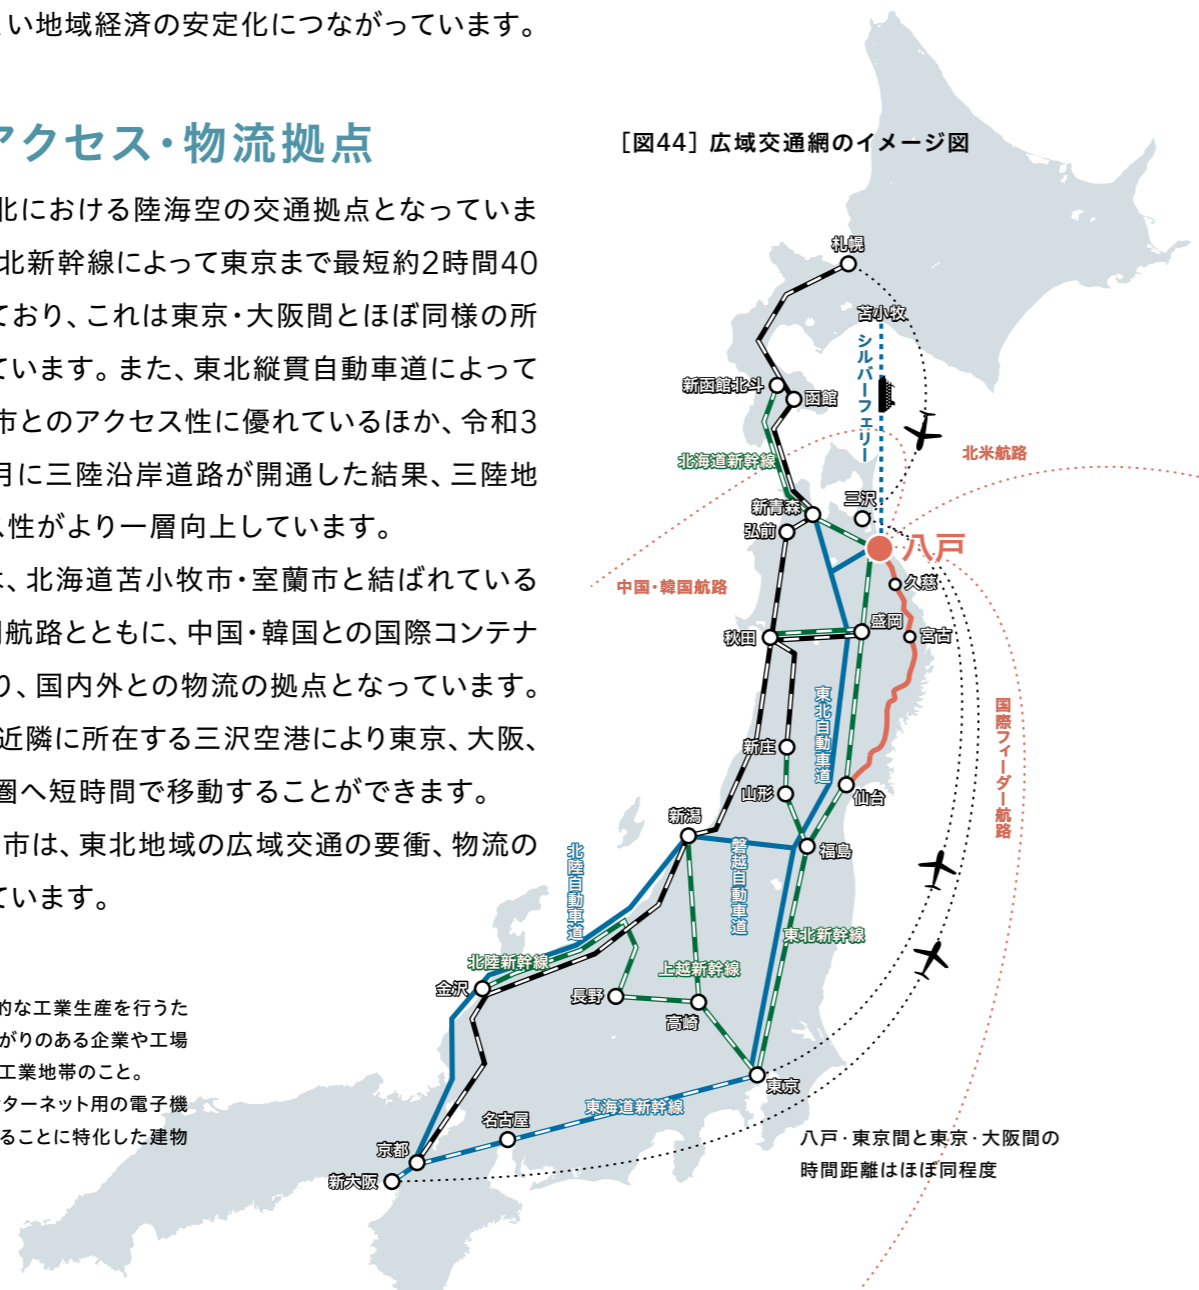 い地域経済の安定化につながっています。
アクセス・物流拠点
北における陸海空の交通拠点となっていま
北新幹線によって東京まで最短約2時間40
ており、これは東京・大阪間とほぼ同様の所
ています。また、東北縦貫自動車道によって
市とのアクセス性に優れているほか、令和3
月に三陸沿岸道路が開通した結果、三陸地
ス性がより一層向上しています。
、北海道苫小牧市・室蘭市と結ばれている
航路とともに、中国・韓国との国際コンテナ
り、国内外との物流の拠点となっています。
近隣に所在する三沢空港により東京、大阪、
圏へ短時間で移動することができます。
市は、東北地域の広域交通の要衝、物流の
ています。
的な工業生産を行うた
がりのある企業や工場
工業地帯のこと。
ターネット用の電子機
ることに特化した建物
［図44］広域交通網のイメージ図
札幌
苫小牧
シルバーフェリー
新函館北斗
函館
北海道新幹線
北米航路
新青森
三沢
弘前
八戸
中国・韓国航路
久慈
盛岡
秋田
宮古
東北自動車道
国際フィーダー航路
新庄
山形
仙台
新潟
福島
北陸自動車道
磐越自動車道
東北新幹線
北陸新幹線
上越新幹線
金沢
長野
高崎
東京
東海道新幹線
名古屋
京都
新大阪
八戸・東京間と東京・大阪間の
時間距離はほぼ同程度